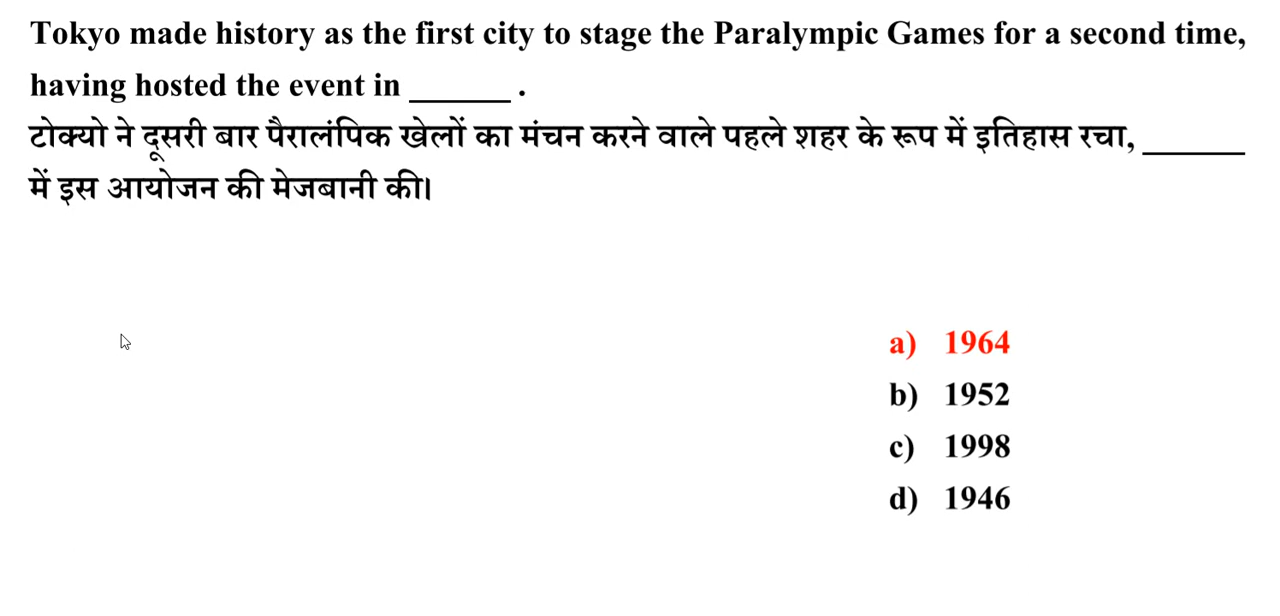 Tokyo made history as the first city to stage the Paralympic Games for a second time,
having hosted the event in ______ .
टोक्यो ने दूसरी बार पैरालंपिक खेलों का मंचन करने वाले पहले शहर के रूप में इतिहास रचा, ______
में इस आयोजन की मेजबानी की।
a) 1964
b) 1952
c) 1998
d) 1946